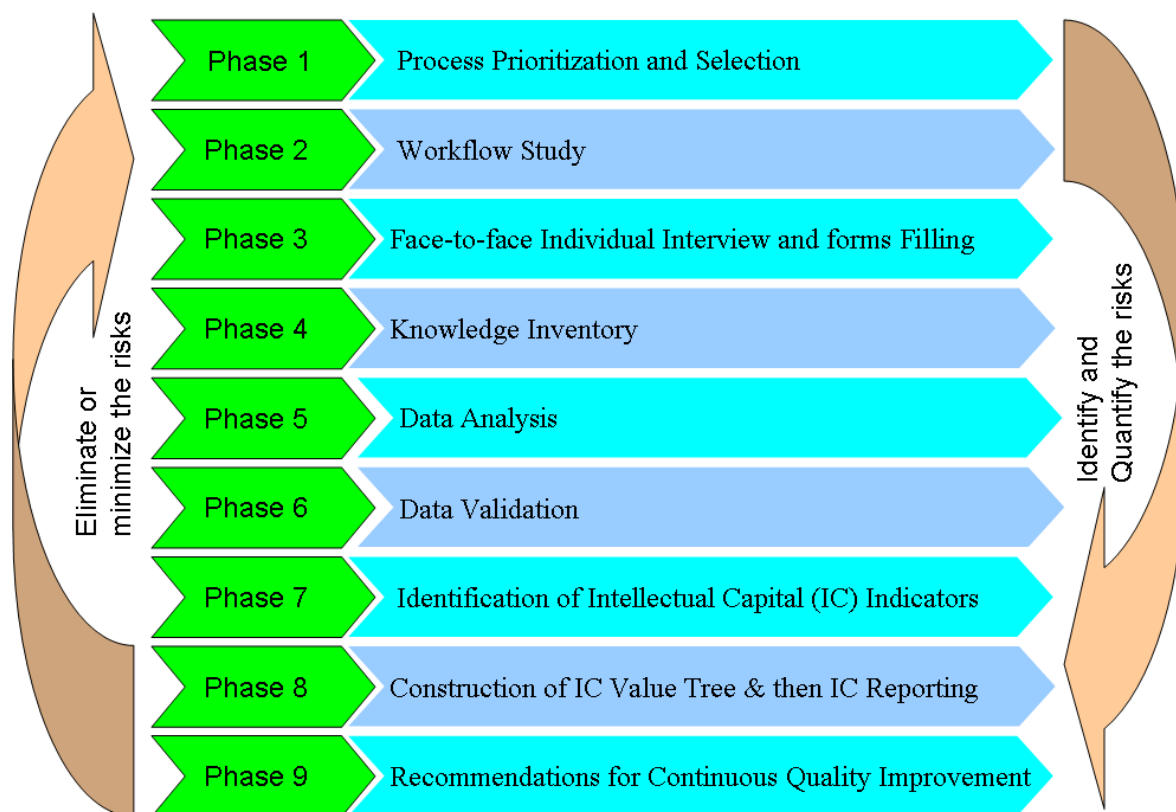 Phase 1
Process Prioritization and Selection
Phase 2
Workflow Study
Phase 3
Face-to-face Individual Interview and forms Filling
Phase 4
Knowledge Inventory
Phase 5
Data Analysis
Phase 6
Data Validation
Phase 7
Identification of Intellectual Capital (IC) Indicators
Phase 8
Construction of IC Value Tree & then IC Reporting
Phase 9
Recommendations for Continuous Quality Improvement
Eliminate or
minimize the risks
Identify and
Quantify the risks